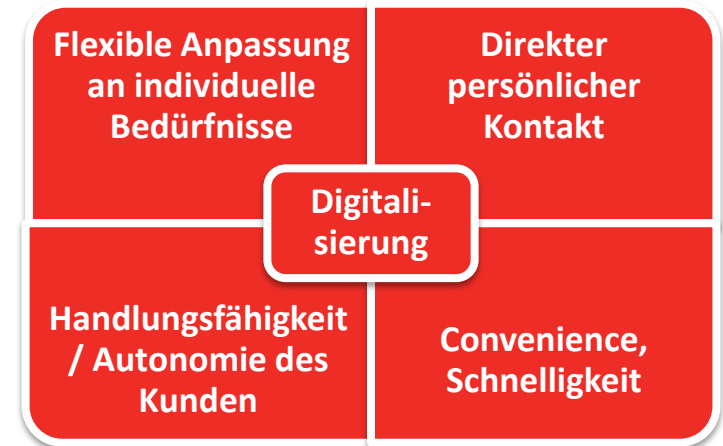 Flexible Anpassung
an individuelle
Bedürfnisse
Direkter
persönlicher
Kontakt
Digitali-
sierung
Handlungsfähigkeit
/ Autonomie des
Kunden
Convenience,
Schnelligkeit